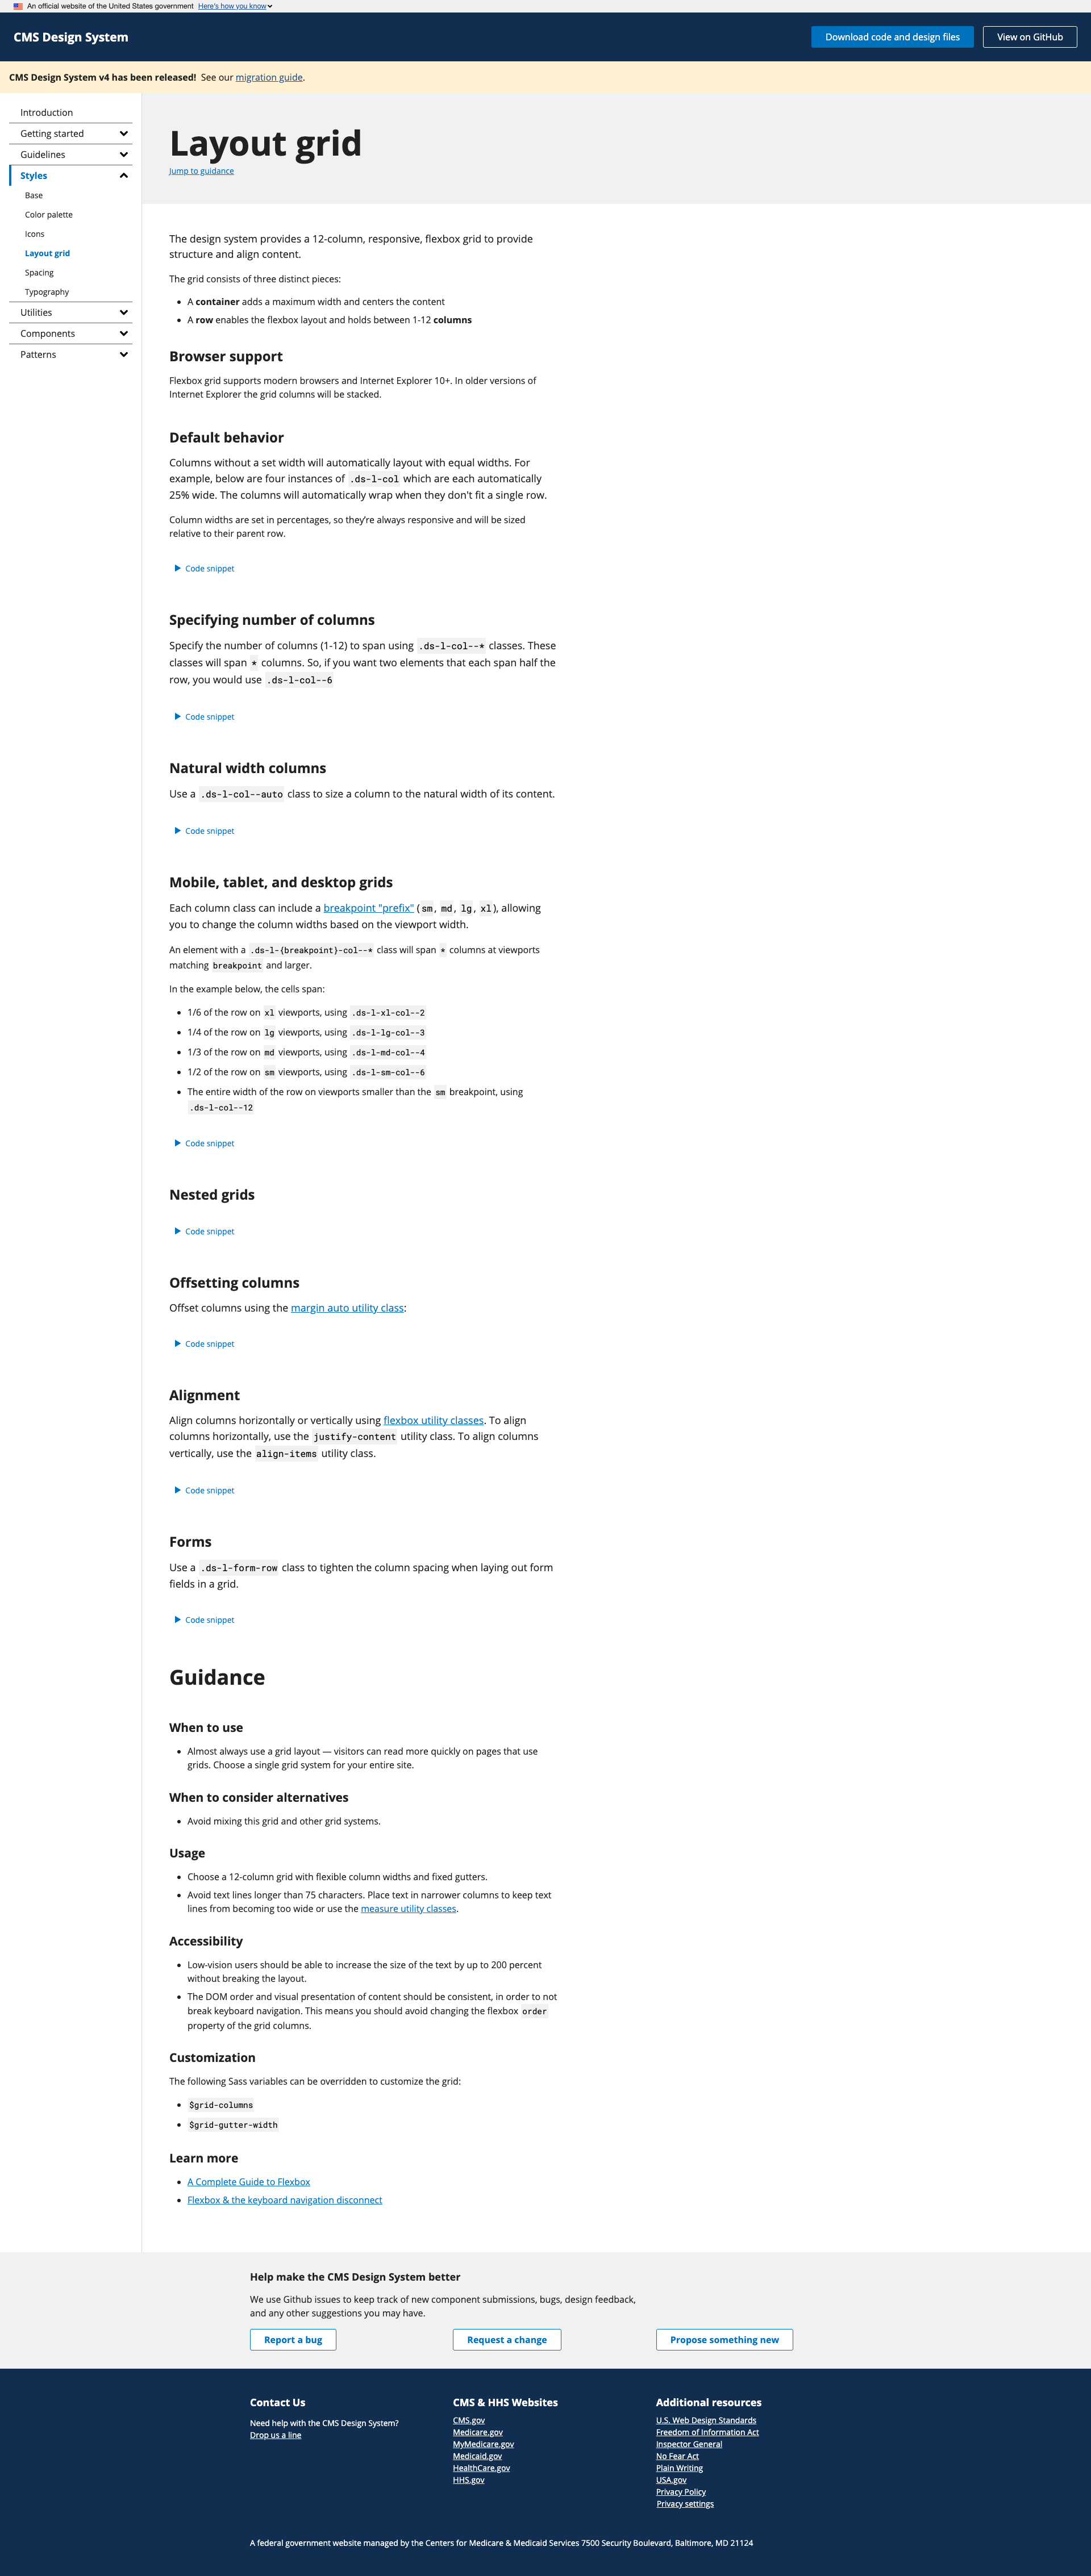 An official website of the United States government Here's how you know
CMS Design System
Download code and design files
View on GitHub
CMS Design System v4 has been released! See our migration guide.
Introduction
Getting started
Guidelines
Styles
Base
Color palette
Icons
Layout grid
Spacing
Typography
Utilities
Components
Patterns
Layout grid
Jump to guidance
The design system provides a 12-column, responsive, flexbox grid to provide
structure and align content.
The grid consists of three distinct pieces:
• A container adds a maximum width and centers the content
• A row enables the flexbox layout and holds between 1-12 columns
Browser support
Flexbox grid supports modern browsers and Internet Explorer 10+. In older versions of
Internet Explorer the grid columns will be stacked.
Default behavior
Columns without a set width will automatically layout with equal widths. For
example, below are four instances of .ds-l-col which are each automatically
25% wide. The columns will automatically wrap when they don't fit a single row.
Column widths are set in percentages, so they're always responsive and will be sized
relative to their parent row.
Code snippet
Specifying number of columns
Specify the number of columns (1-12) to span using .ds-l-col--* classes. These
classes will span * columns. So, if you want two elements that each span half the
row, you would use .ds-l-col--6
Code snippet
Natural width columns
Use a .ds-l-col--auto class to size a column to the natural width of its content.
Code snippet
Mobile, tablet, and desktop grids
Each column class can include a breakpoint "prefix" (sm, md, lg, xl), allowing
you to change the column widths based on the viewport width.
An element with a .ds-l-{breakpoint}-col--* class will span * columns at viewports
matching breakpoint and larger.
In the example below, the cells span:
• 1/6 of the row on xl viewports, using .ds-l-xl-col--2
• 1/4 of the row on lg viewports, using .ds-l-lg-col--3
• 1/3 of the row on md viewports, using .ds-l-md-col--4
• 1/2 of the row on sm viewports, using .ds-l-sm-col--6
• The entire width of the row on viewports smaller than the sm breakpoint, using
.ds-l-col--12
Code snippet
Nested grids
Code snippet
Offsetting columns
Offset columns using the margin auto utility class:
Code snippet
Alignment
Align columns horizontally or vertically using flexbox utility classes. To align
columns horizontally, use the justify-content utility class. To align columns
vertically, use the align-items utility class.
Code snippet
Forms
Use a .ds-l-form-row class to tighten the column spacing when laying out form
fields in a grid.
Code snippet
Guidance
When to use
• Almost always use a grid layout — visitors can read more quickly on pages that use
grids. Choose a single grid system for your entire site.
When to consider alternatives
• Avoid mixing this grid and other grid systems.
Usage
• Choose a 12-column grid with flexible column widths and fixed gutters.
• Avoid text lines longer than 75 characters. Place text in narrower columns to keep text
lines from becoming too wide or use the measure utility classes.
Accessibility
• Low-vision users should be able to increase the size of the text by up to 200 percent
without breaking the layout.
• The DOM order and visual presentation of content should be consistent, in order to not
break keyboard navigation. This means you should avoid changing the flexbox order
property of the grid columns.
Customization
The following Sass variables can be overridden to customize the grid:
• $grid-columns
• $grid-gutter-width
Learn more
• A Complete Guide to Flexbox
• Flexbox & the keyboard navigation disconnect
Help make the CMS Design System better
We use Github issues to keep track of new component submissions, bugs, design feedback,
and any other suggestions you may have.
Report a bug
Request a change
Propose something new
Contact Us
Need help with the CMS Design System?
Drop us a line
CMS & HHS Websites
CMS.gov
Medicare.gov
MyMedicare.gov
Medicaid.gov
HealthCare.gov
HHS.gov
Additional resources
U.S. Web Design Standards
Freedom of Information Act
Inspector General
No Fear Act
Plain Writing
USA.gov
Privacy Policy
Privacy settings
A federal government website managed by the Centers for Medicare & Medicaid Services 7500 Security Boulevard, Baltimore, MD 21124